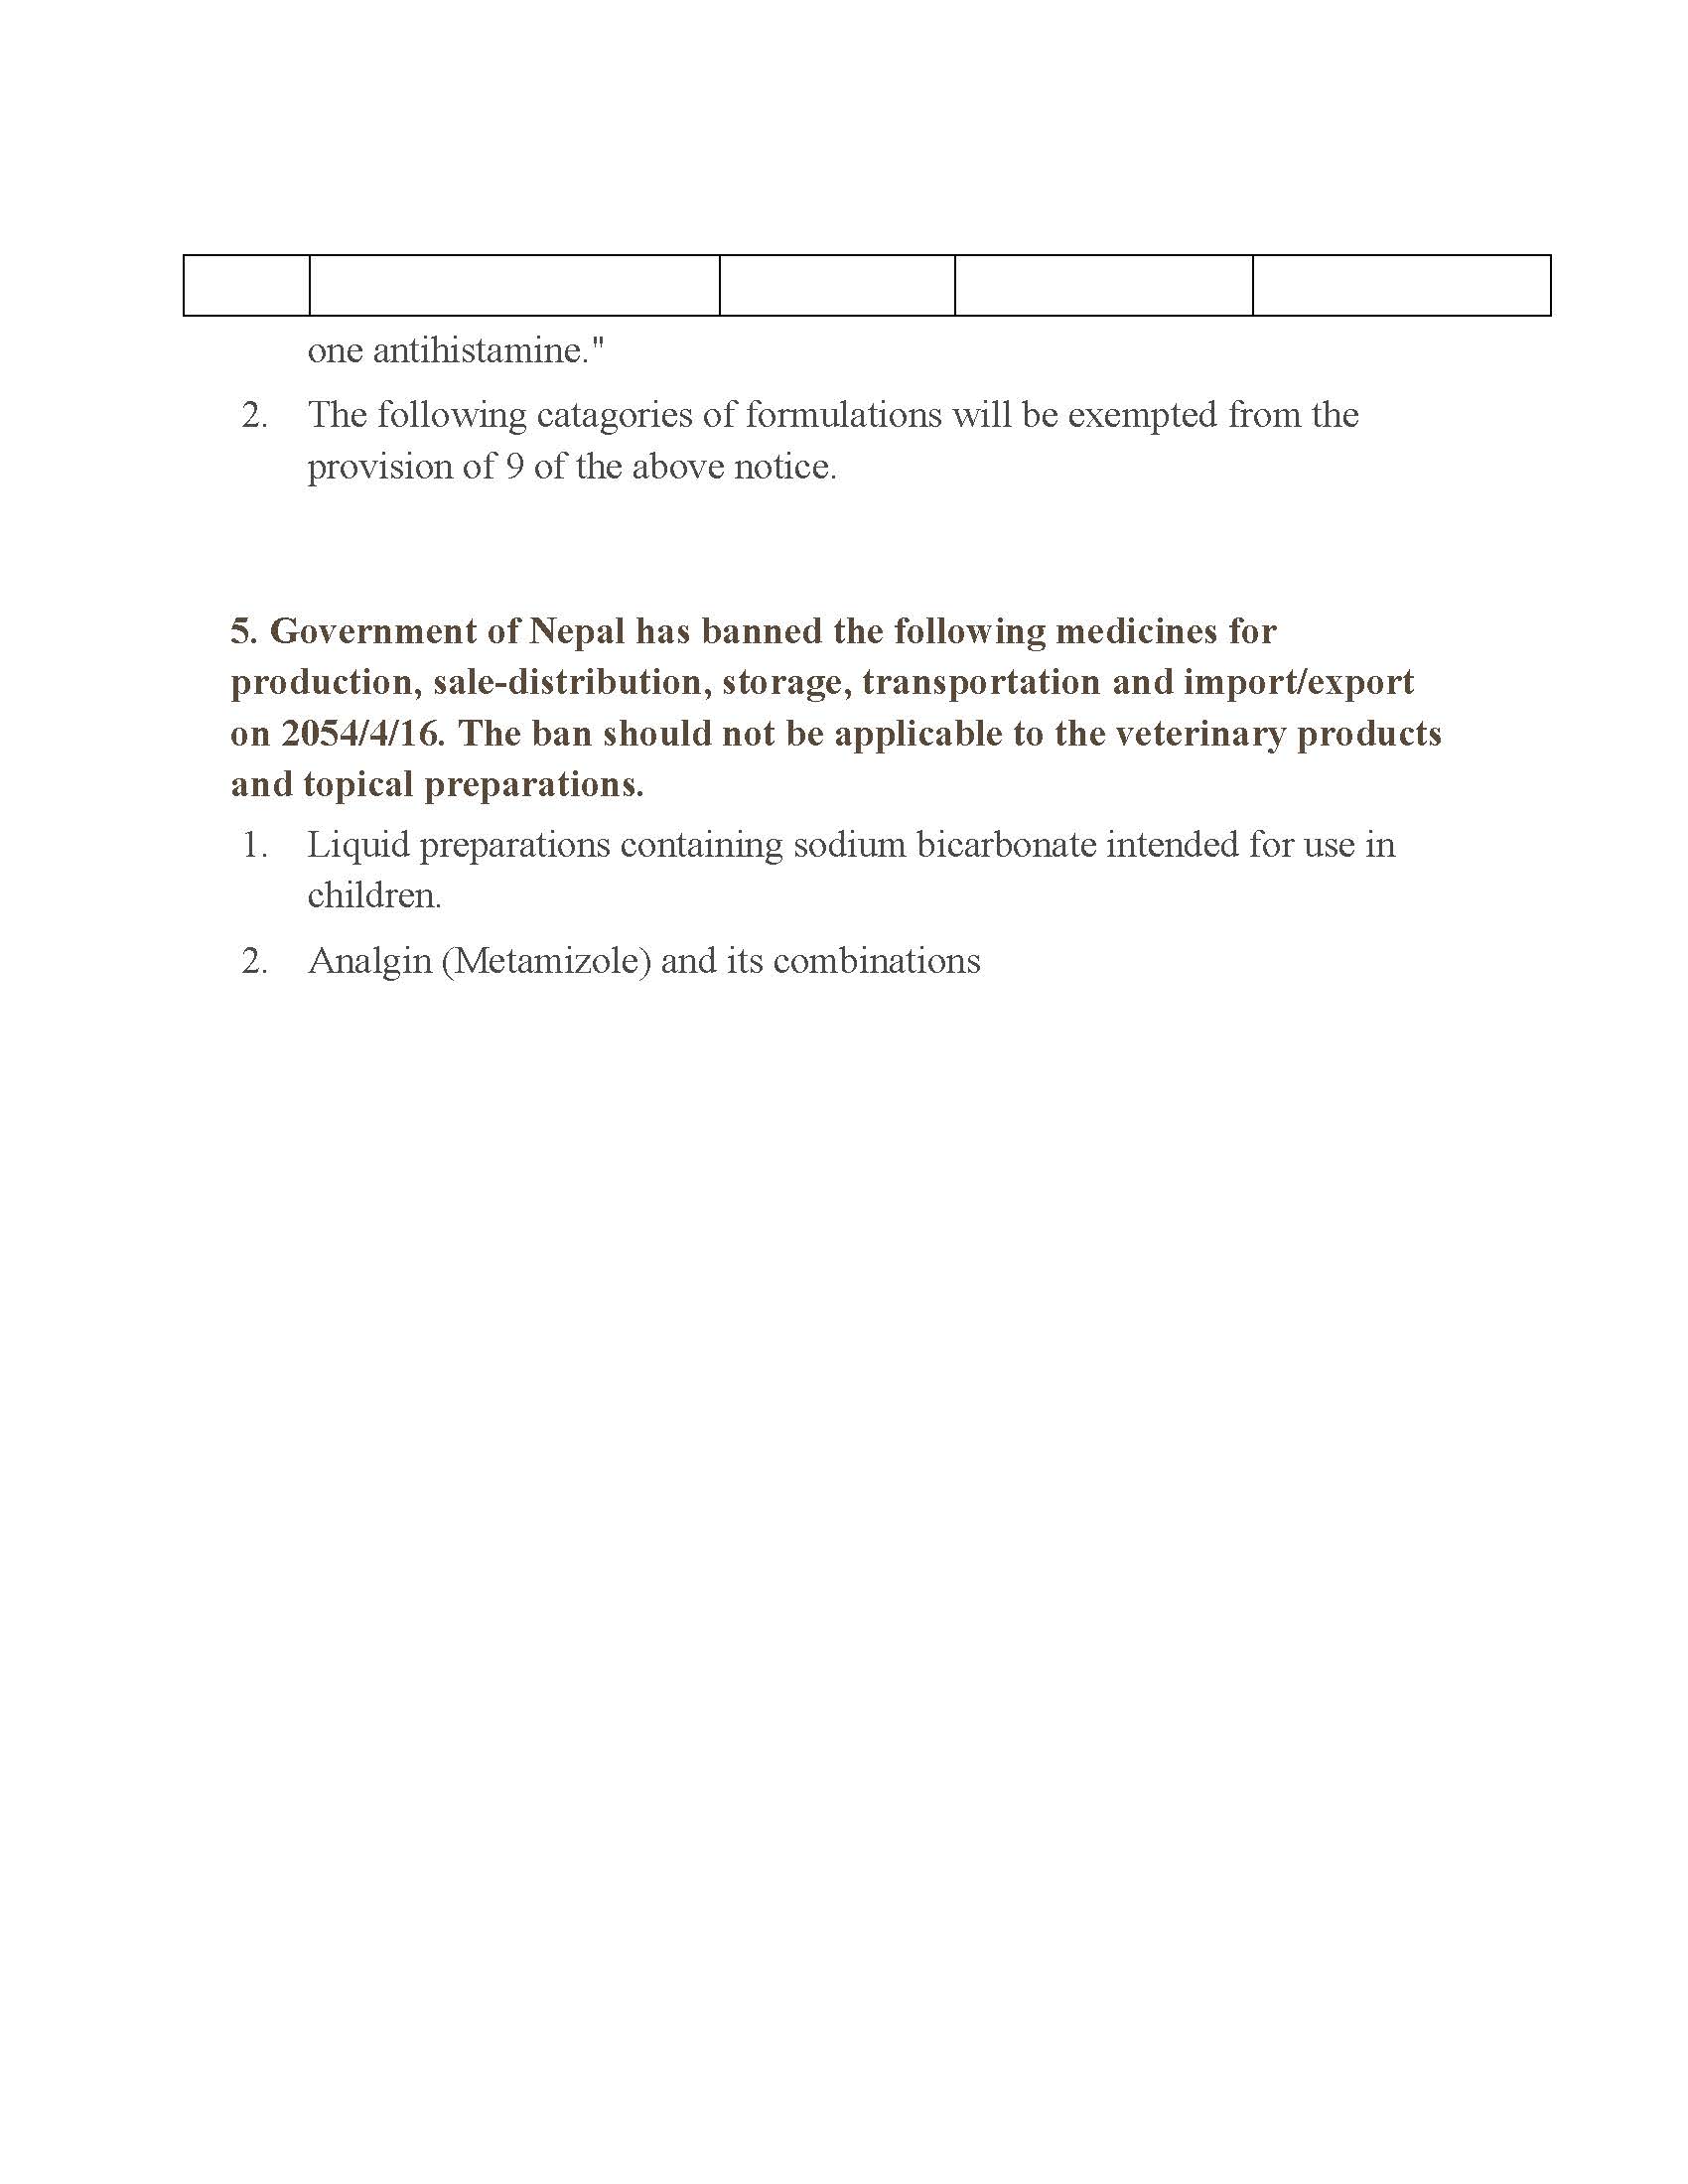 one antihistamine."
2. The following catagories of formulations will be exempted from the
provision of 9 of the above notice.
5. Government of Nepal has banned the following medicines for
production, sale-distribution, storage, transportation and import/export
on 2054/4/16. The ban should not be applicable to the veterinary products
and topical preparations.
1. Liquid preparations containing sodium bicarbonate intended for use in
children.
2. Analgin (Metamizole) and its combinations